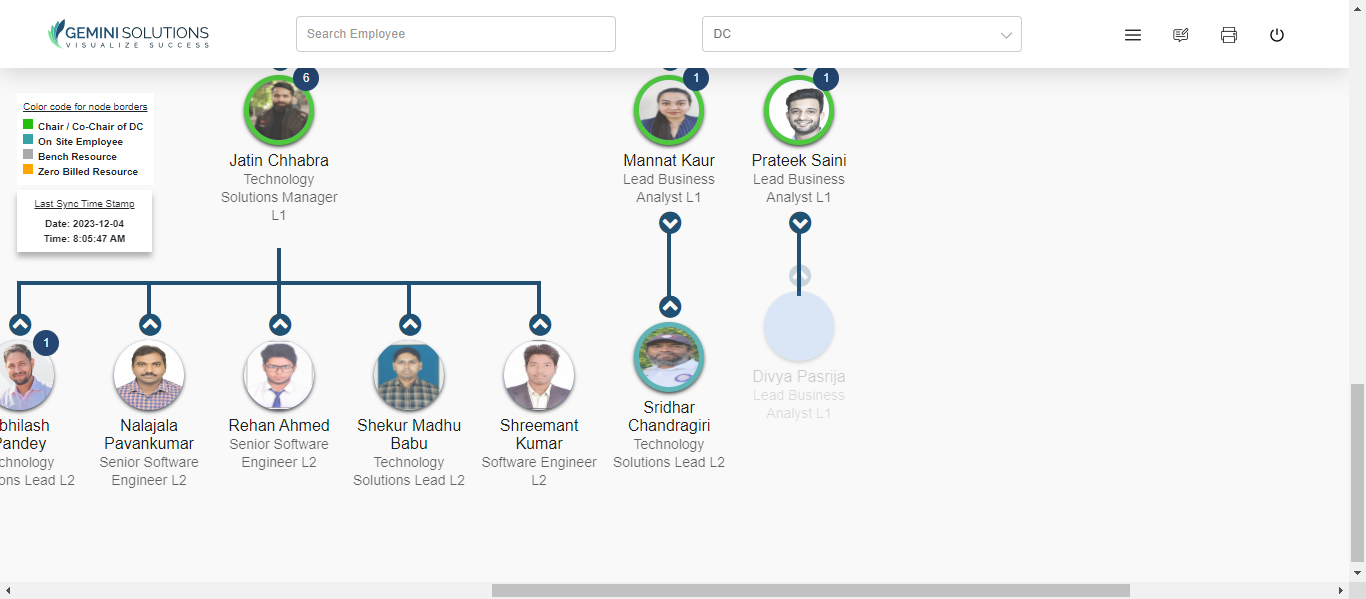 GEMINI SOLUTIONS
VISUALIZE SUCCESS
Search Employee
DC
Color code for node borders
Chair / Co-Chair of DC
On Site Employee
Bench Resource
Zero Billed Resource
Last Sync Time Stamp
Date: 2023-12-04
Time: 8:05:47 AM
6
Jatin Chhabra
Technology
Solutions Manager
L1
1
Mannat Kaur
Lead Business
Analyst L1
1
Prateek Saini
Lead Business
Analyst L1
1
bhilash
Pandey
chnology
ons Lead L2
Nalajala
Pavankumar
Senior Software
Engineer L2
Rehan Ahmed
Senior Software
Engineer L2
Shekur Madhu
Babu
Technology
Solutions Lead L2
Shreemant
Kumar
Software Engineer
L2
Sridhar
Chandragiri
Technology
Solutions Lead L2
Divya Pasrija
Lead Business
Analyst L1